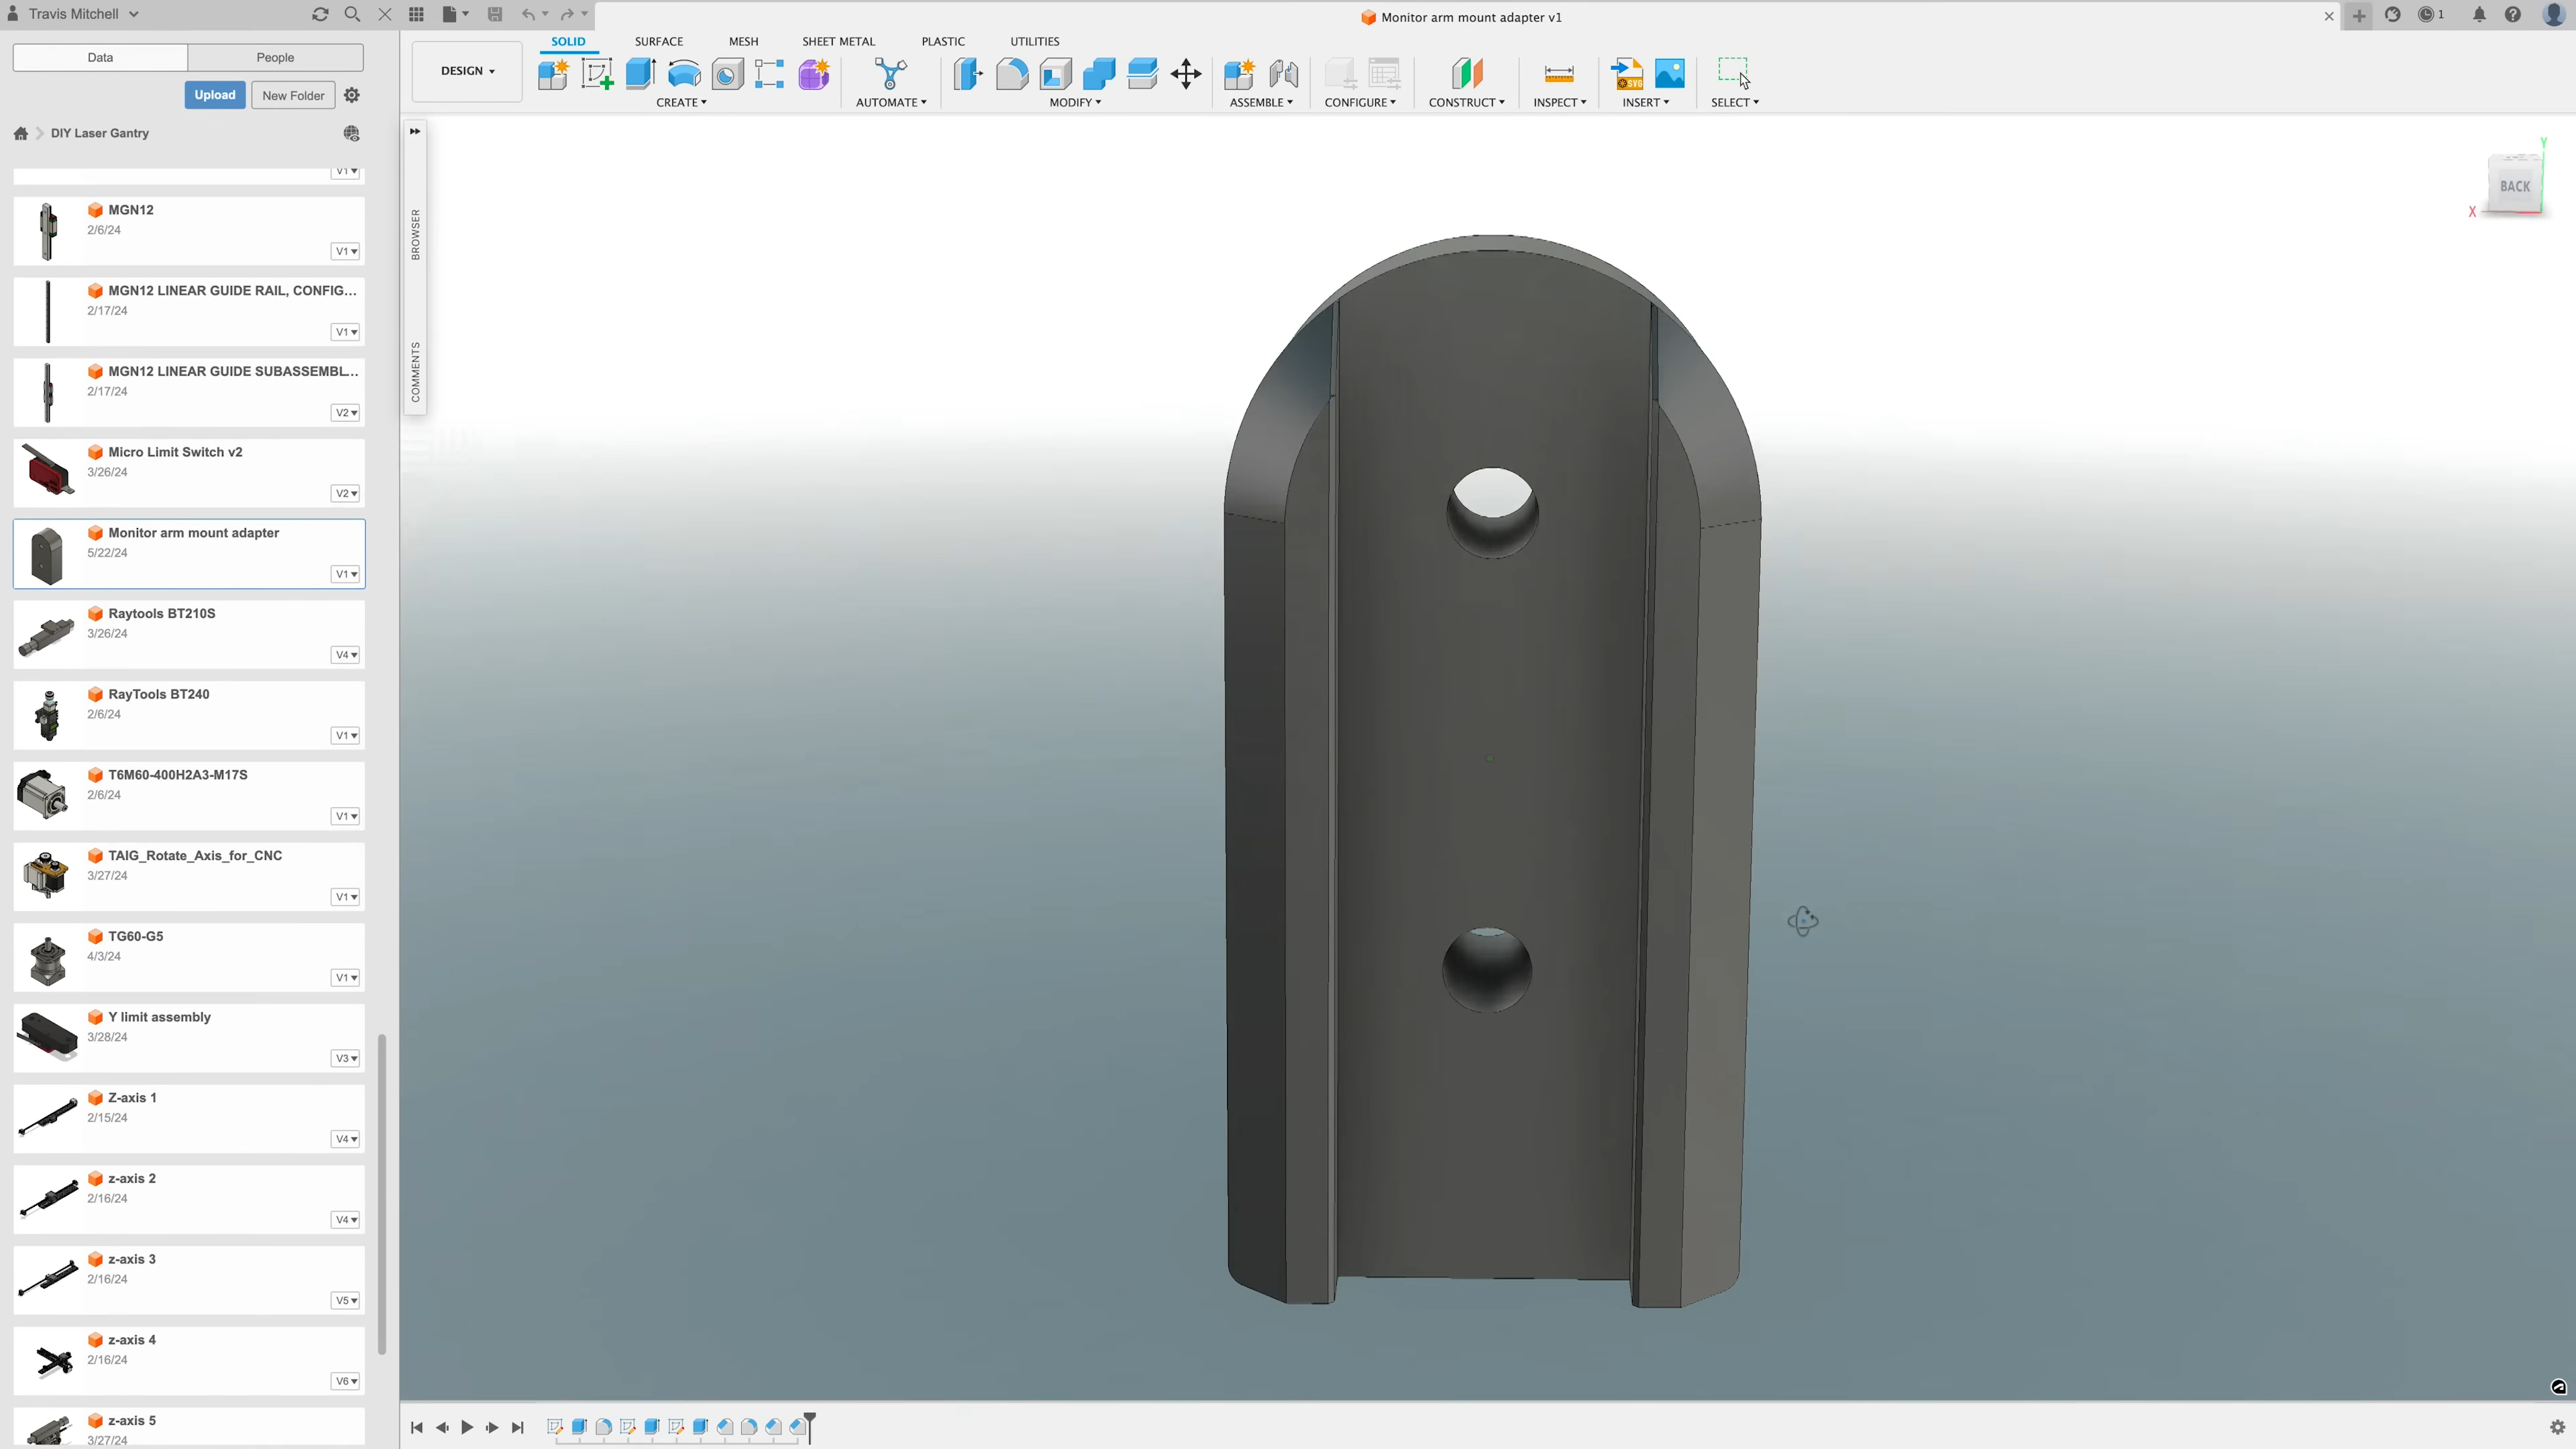 Travis Mitchell
Monitor arm mount adapter v1
1
Data
People
Upload
New Folder
DIY Laser Gantry
V1
MGN12
2/6/24
V1
MGN12 LINEAR GUIDE RAIL, CONFIG...
2/17/24
V1
MGN12 LINEAR GUIDE SUBASSEMBL...
2/17/24
V2
Micro Limit Switch v2
3/26/24
V2
Monitor arm mount adapter
5/22/24
V1
Raytools BT210S
3/26/24
V4
RayTools BT240
2/6/24
V1
T6M60-400H2A3-M17S
2/6/24
V1
TAIG_Rotate_Axis_for_CNC
3/27/24
V1
TG60-G5
4/3/24
V1
Y limit assembly
3/28/24
V3
Z-axis 1
2/15/24
V4
z-axis 2
2/16/24
V4
z-axis 3
2/16/24
V5
z-axis 4
2/16/24
V6
z-axis 5
3/27/24
DESIGN
SOLID
SURFACE
MESH
SHEET METAL
PLASTIC
UTILITIES
CREATE
AUTOMATE
MODIFY
ASSEMBLE
CONFIGURE
CONSTRUCT
INSPECT
INSERT
SELECT
SVG
BROWSER
COMMENTS
Y
BACK
X